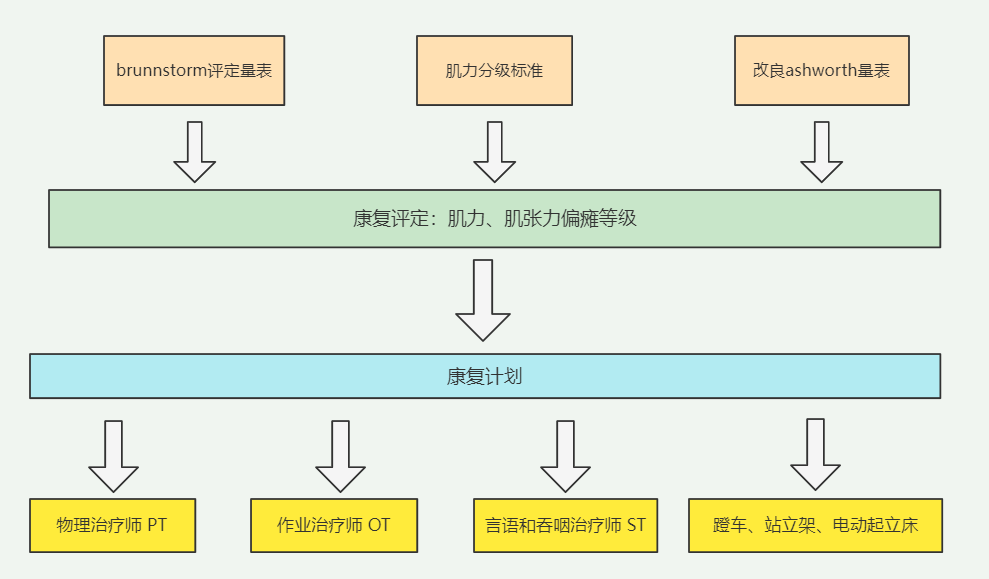 brunnstorm评定量表
肌力分级标准
改良ashworth量表
康复评定：肌力、肌张力偏瘫等级
康复计划
物理治疗师 PT
作业治疗师 OT
言语和吞咽治疗师 ST
蹬车、站立架、电动起立床